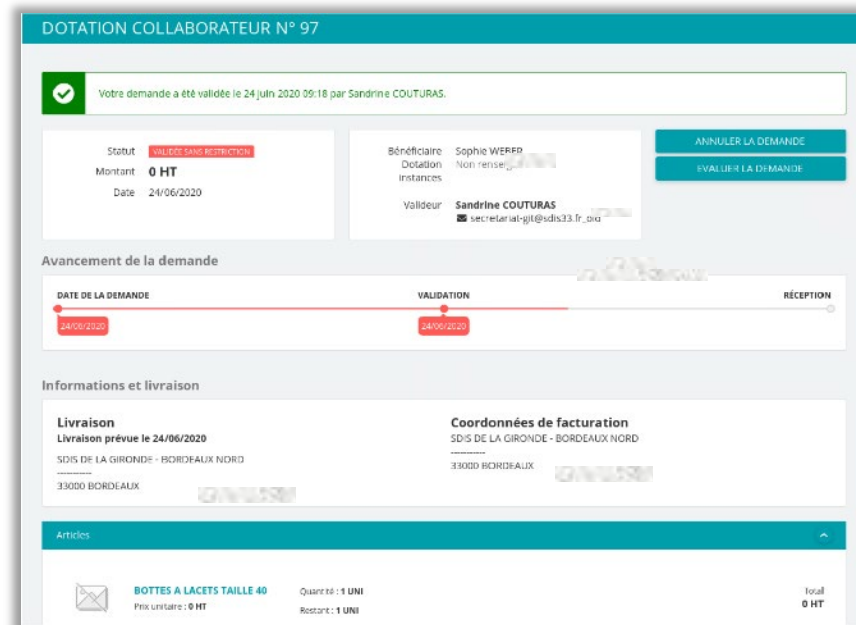 DOTATION COLLABORATEUR N° 97
Votre demande a été validée le 24 juin 2020 09:18 par Sandrine COUTURAS.
Statut VALIDÉE SANS RESTRICTION
Montant 0 HT
Date 24/06/2020
Bénéficiaire Sophie WEBER
Dotation Non
instances
Valideur Sandrine COUTURAS
secretariat-git@sdis33.fr_old
ANNULER LA DEMANDE
EVALUER LA DEMANDE
Avancement de la demande
DATE DE LA DEMANDE VALIDATION RÉCEPTION
24/06/2020 24/06/2020
Informations et livraison
Livraison
Livraison prévue le 24/06/2020
SDIS DE LA GIRONDE - BORDEAUX NORD
------------
33000 BORDEAUX
Coordonnées de facturation
SDIS DE LA GIRONDE - BORDEAUX NORD
------------
33000 BORDEAUX
Articles
BOTTES A LACETS TAILLE 40
Prix unitaire : 0 HT
Quantité : 1 UNI
Restant : 1 UNI
Total
0 HT